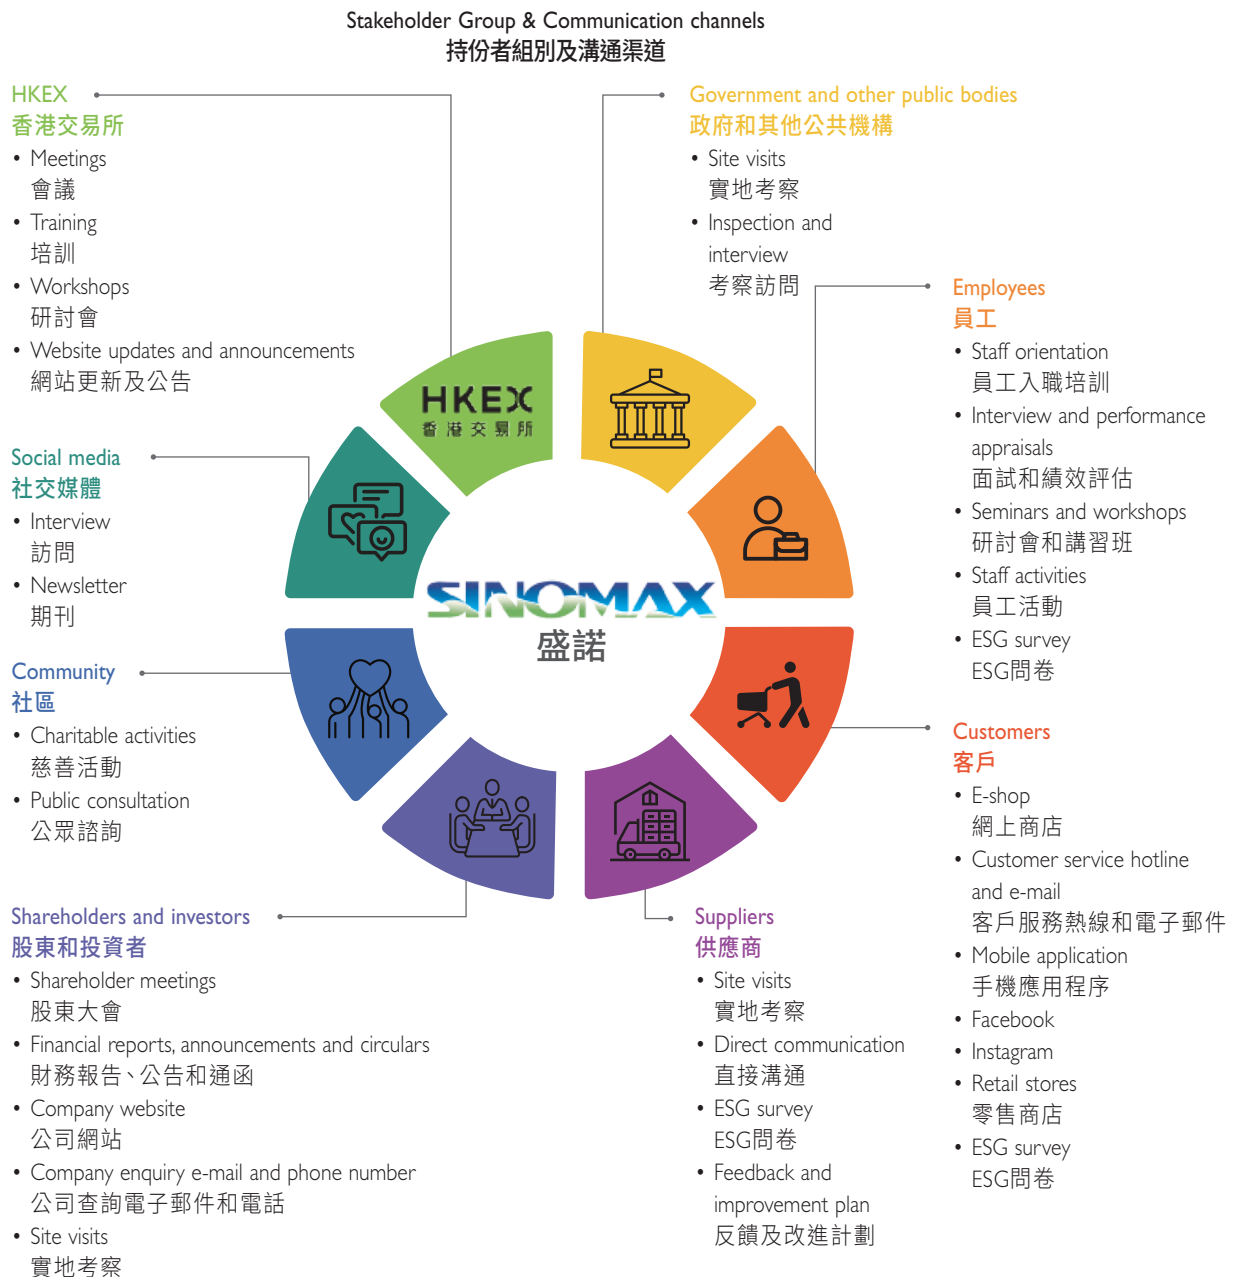 Stakeholder Group & Communication channels
持份者組別及溝通渠道
HKEX
香港交易所
• Meetings
會議
• Training
培訓
• Workshops
研討會
• Website updates and announcements
網站更新及公告
Government and other public bodies
政府和其他公共機構
• Site visits
實地考察
• Inspection and
interview
考察訪問
Employees
員工
• Staff orientation
員工入職培訓
• Interview and performance
appraisals
面試和績效評估
• Seminars and workshops
研討會和講習班
• Staff activities
員工活動
• ESG survey
ESG問卷
HKEX
香港交易所
Social media
社交媒體
• Interview
訪問
• Newsletter
期刊
SINOMAX
盛諾
Community
社區
• Charitable activities
慈善活動
• Public consultation
公眾諮詢
Customers
客戶
• E-shop
網上商店
• Customer service hotline
and e-mail
客戶服務熱線和電子郵件
• Mobile application
手機應用程序
• Facebook
• Instagram
• Retail stores
零售商店
• ESG survey
ESG問卷
Shareholders and investors
股東和投資者
• Shareholder meetings
股東大會
• Financial reports, announcements and circulars
財務報告、公告和通函
• Company website
公司網站
• Company enquiry e-mail and phone number
公司查詢電子郵件和電話
• Site visits
實地考察
Suppliers
供應商
• Site visits
實地考察
• Direct communication
直接溝通
• ESG survey
ESG問卷
• Feedback and
improvement plan
反饋及改進計劃